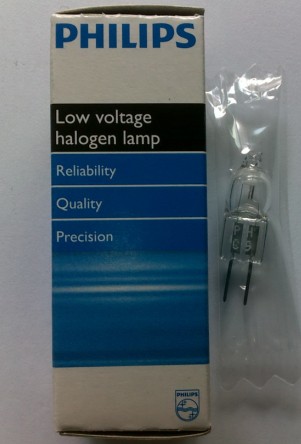 PHILIPS
Low voltage
halogen lamp
Reliability
Quality
Precision
PHILIPS